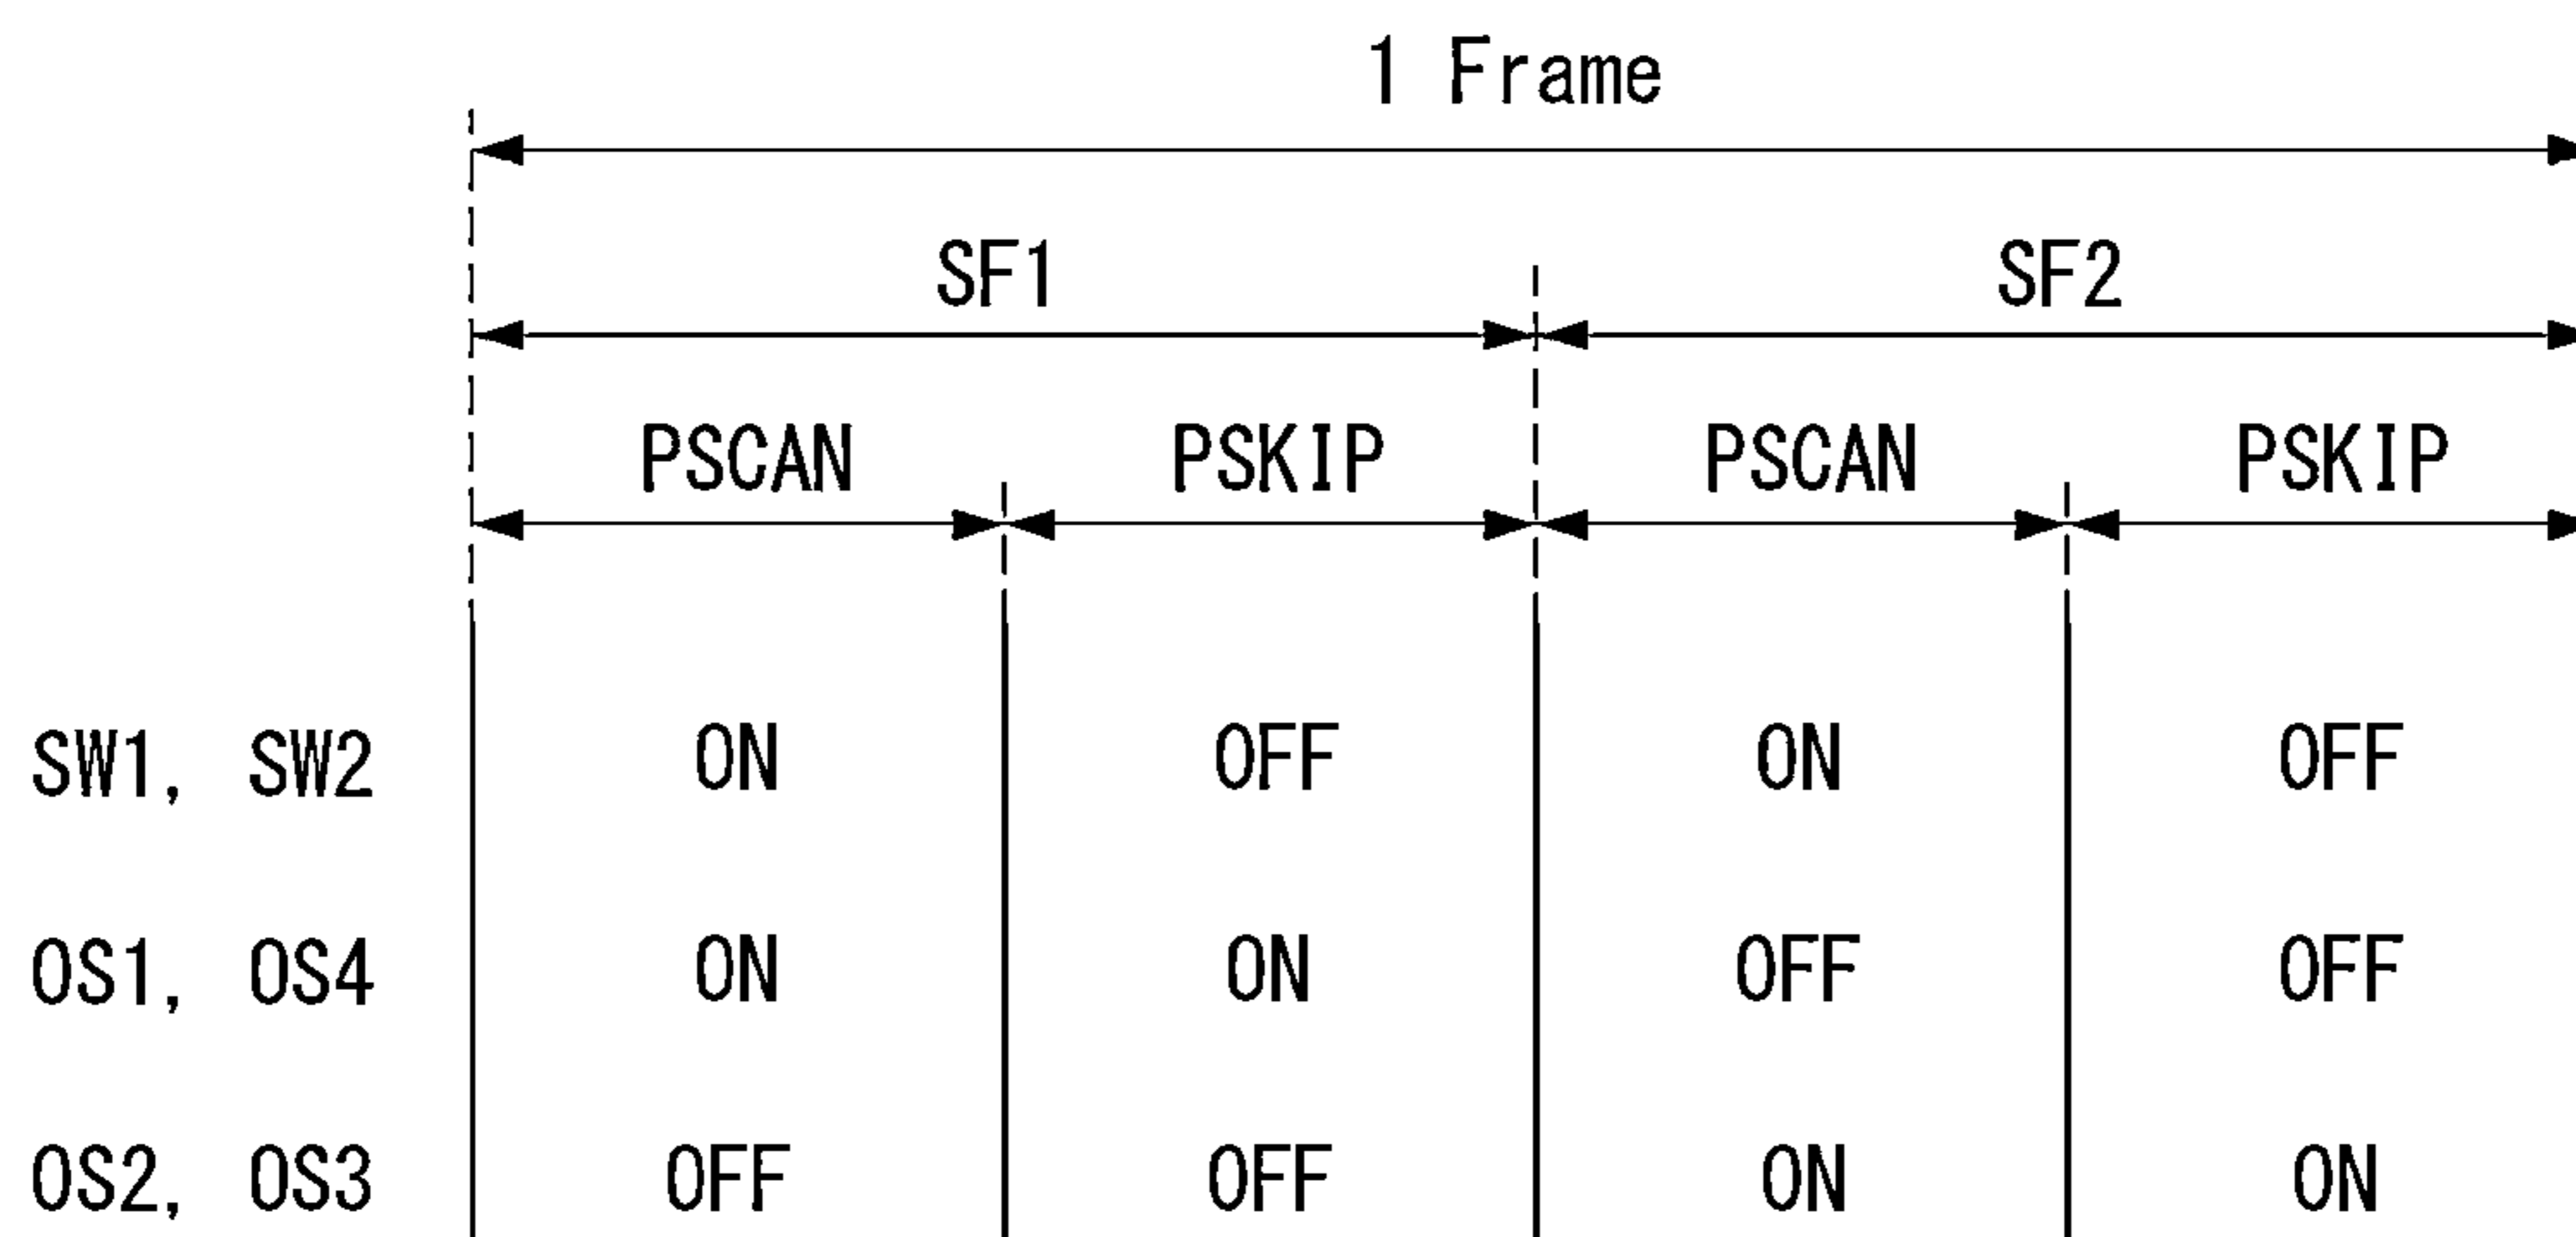 1 Frame
SF1 SF2
PSCAN PSKIP PSCAN PSKIP
SW1, SW2 ON OFF ON OFF
OS1, OS4 ON ON OFF OFF
OS2, OS3 OFF OFF ON ON